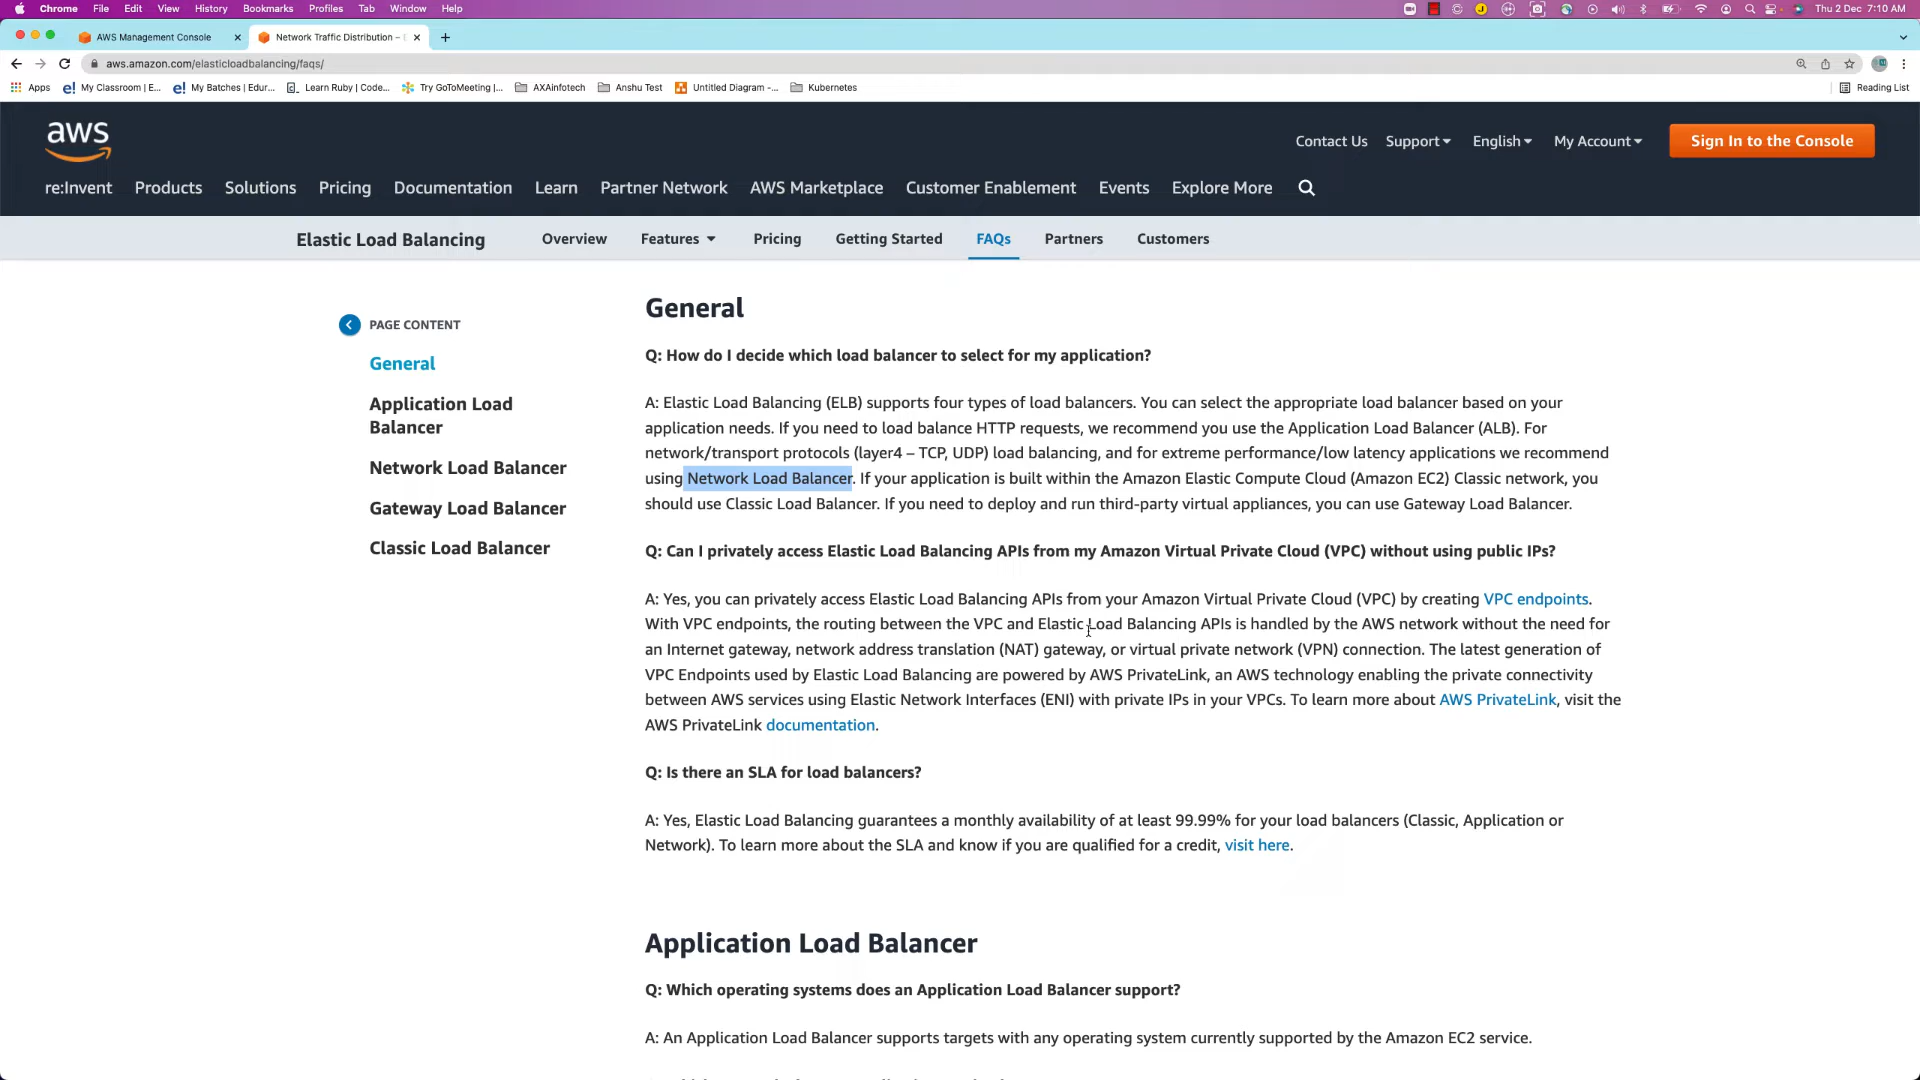 Chrome File Edit View History Bookmarks Profiles Tab Window Help Thu 2 Dec 7:10 AM
AWS Management Console Network Traffic Distribution –
aws.amazon.com/elasticloadbalancing/faqs/
Apps My Classroom | E... My Batches | Edur... Learn Ruby | Code... Try GoToMeeting |... AXAinfotech Anshu Test Untitled Diagram -... Kubernetes Reading List
aws
Contact Us Support English My Account Sign In to the Console
re:Invent Products Solutions Pricing Documentation Learn Partner Network AWS Marketplace Customer Enablement Events Explore More
Elastic Load Balancing Overview Features Pricing Getting Started FAQs Partners Customers
PAGE CONTENT
General
Application Load
Balancer
Network Load Balancer
Gateway Load Balancer
Classic Load Balancer
General
Q: How do I decide which load balancer to select for my application?
A: Elastic Load Balancing (ELB) supports four types of load balancers. You can select the appropriate load balancer based on your
application needs. If you need to load balance HTTP requests, we recommend you use the Application Load Balancer (ALB). For
network/transport protocols (layer4 – TCP, UDP) load balancing, and for extreme performance/low latency applications we recommend
using Network Load Balancer. If your application is built within the Amazon Elastic Compute Cloud (Amazon EC2) Classic network, you
should use Classic Load Balancer. If you need to deploy and run third-party virtual appliances, you can use Gateway Load Balancer.
Q: Can I privately access Elastic Load Balancing APIs from my Amazon Virtual Private Cloud (VPC) without using public IPs?
A: Yes, you can privately access Elastic Load Balancing APIs from your Amazon Virtual Private Cloud (VPC) by creating VPC endpoints.
With VPC endpoints, the routing between the VPC and Elastic Load Balancing APIs is handled by the AWS network without the need for
an Internet gateway, network address translation (NAT) gateway, or virtual private network (VPN) connection. The latest generation of
VPC Endpoints used by Elastic Load Balancing are powered by AWS PrivateLink, an AWS technology enabling the private connectivity
between AWS services using Elastic Network Interfaces (ENI) with private IPs in your VPCs. To learn more about AWS PrivateLink, visit the
AWS PrivateLink documentation.
Q: Is there an SLA for load balancers?
A: Yes, Elastic Load Balancing guarantees a monthly availability of at least 99.99% for your load balancers (Classic, Application or
Network). To learn more about the SLA and know if you are qualified for a credit, visit here.
Application Load Balancer
Q: Which operating systems does an Application Load Balancer support?
A: An Application Load Balancer supports targets with any operating system currently supported by the Amazon EC2 service.